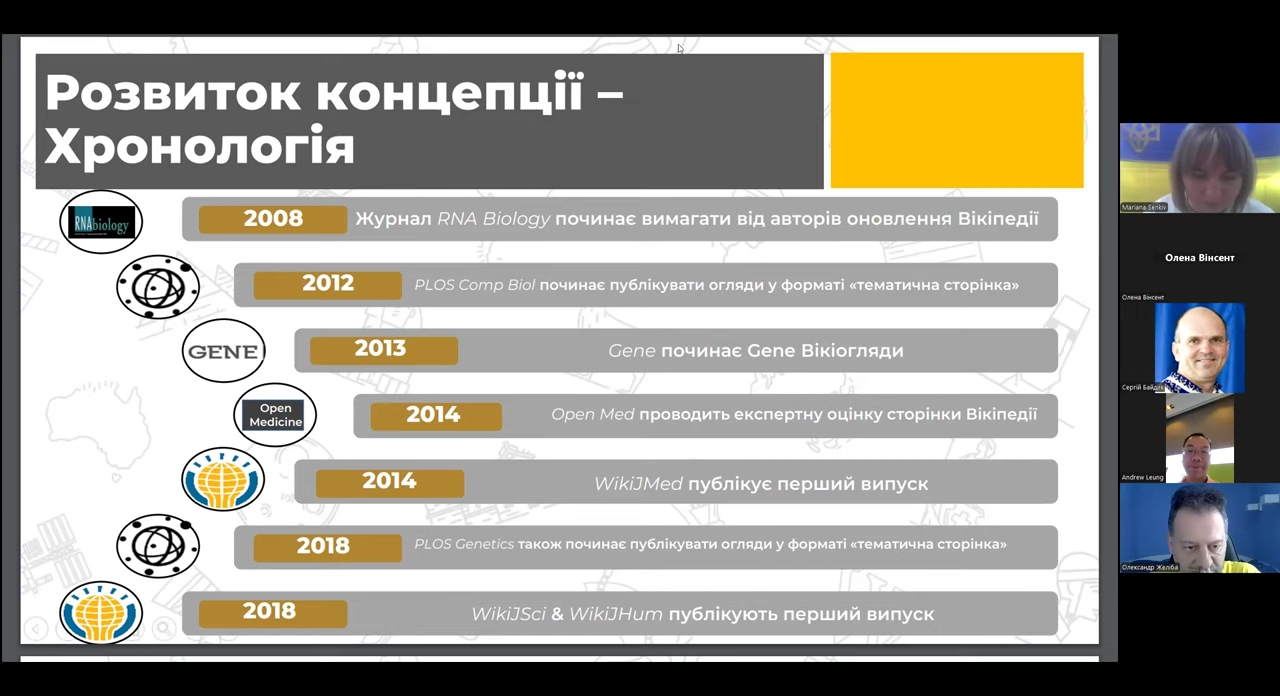 Розвиток концепції –
Хронологія
RNAbiology
2008
Журнал RNA Biology починає вимагати від авторів оновлення Вікіпедії
2012
PLOS Comp Biol починає публікувати огляди у форматі «тематична сторінка»
GENE
2013
Gene починає Gene Вікіогляди
Open
Medicine
2014
Open Med проводить експертну оцінку сторінки Вікіпедії
2014
WikiJMed публікує перший випуск
2018
PLOS Genetics також починає публікувати огляди у форматі «тематична сторінка»
2018
WikiJSci & WikiJHum публікують перший випуск
Mariana Senkiv
Олена Вінсент
Олена Вінсент
Сергій
Andrew Leung
Олександр Желіба